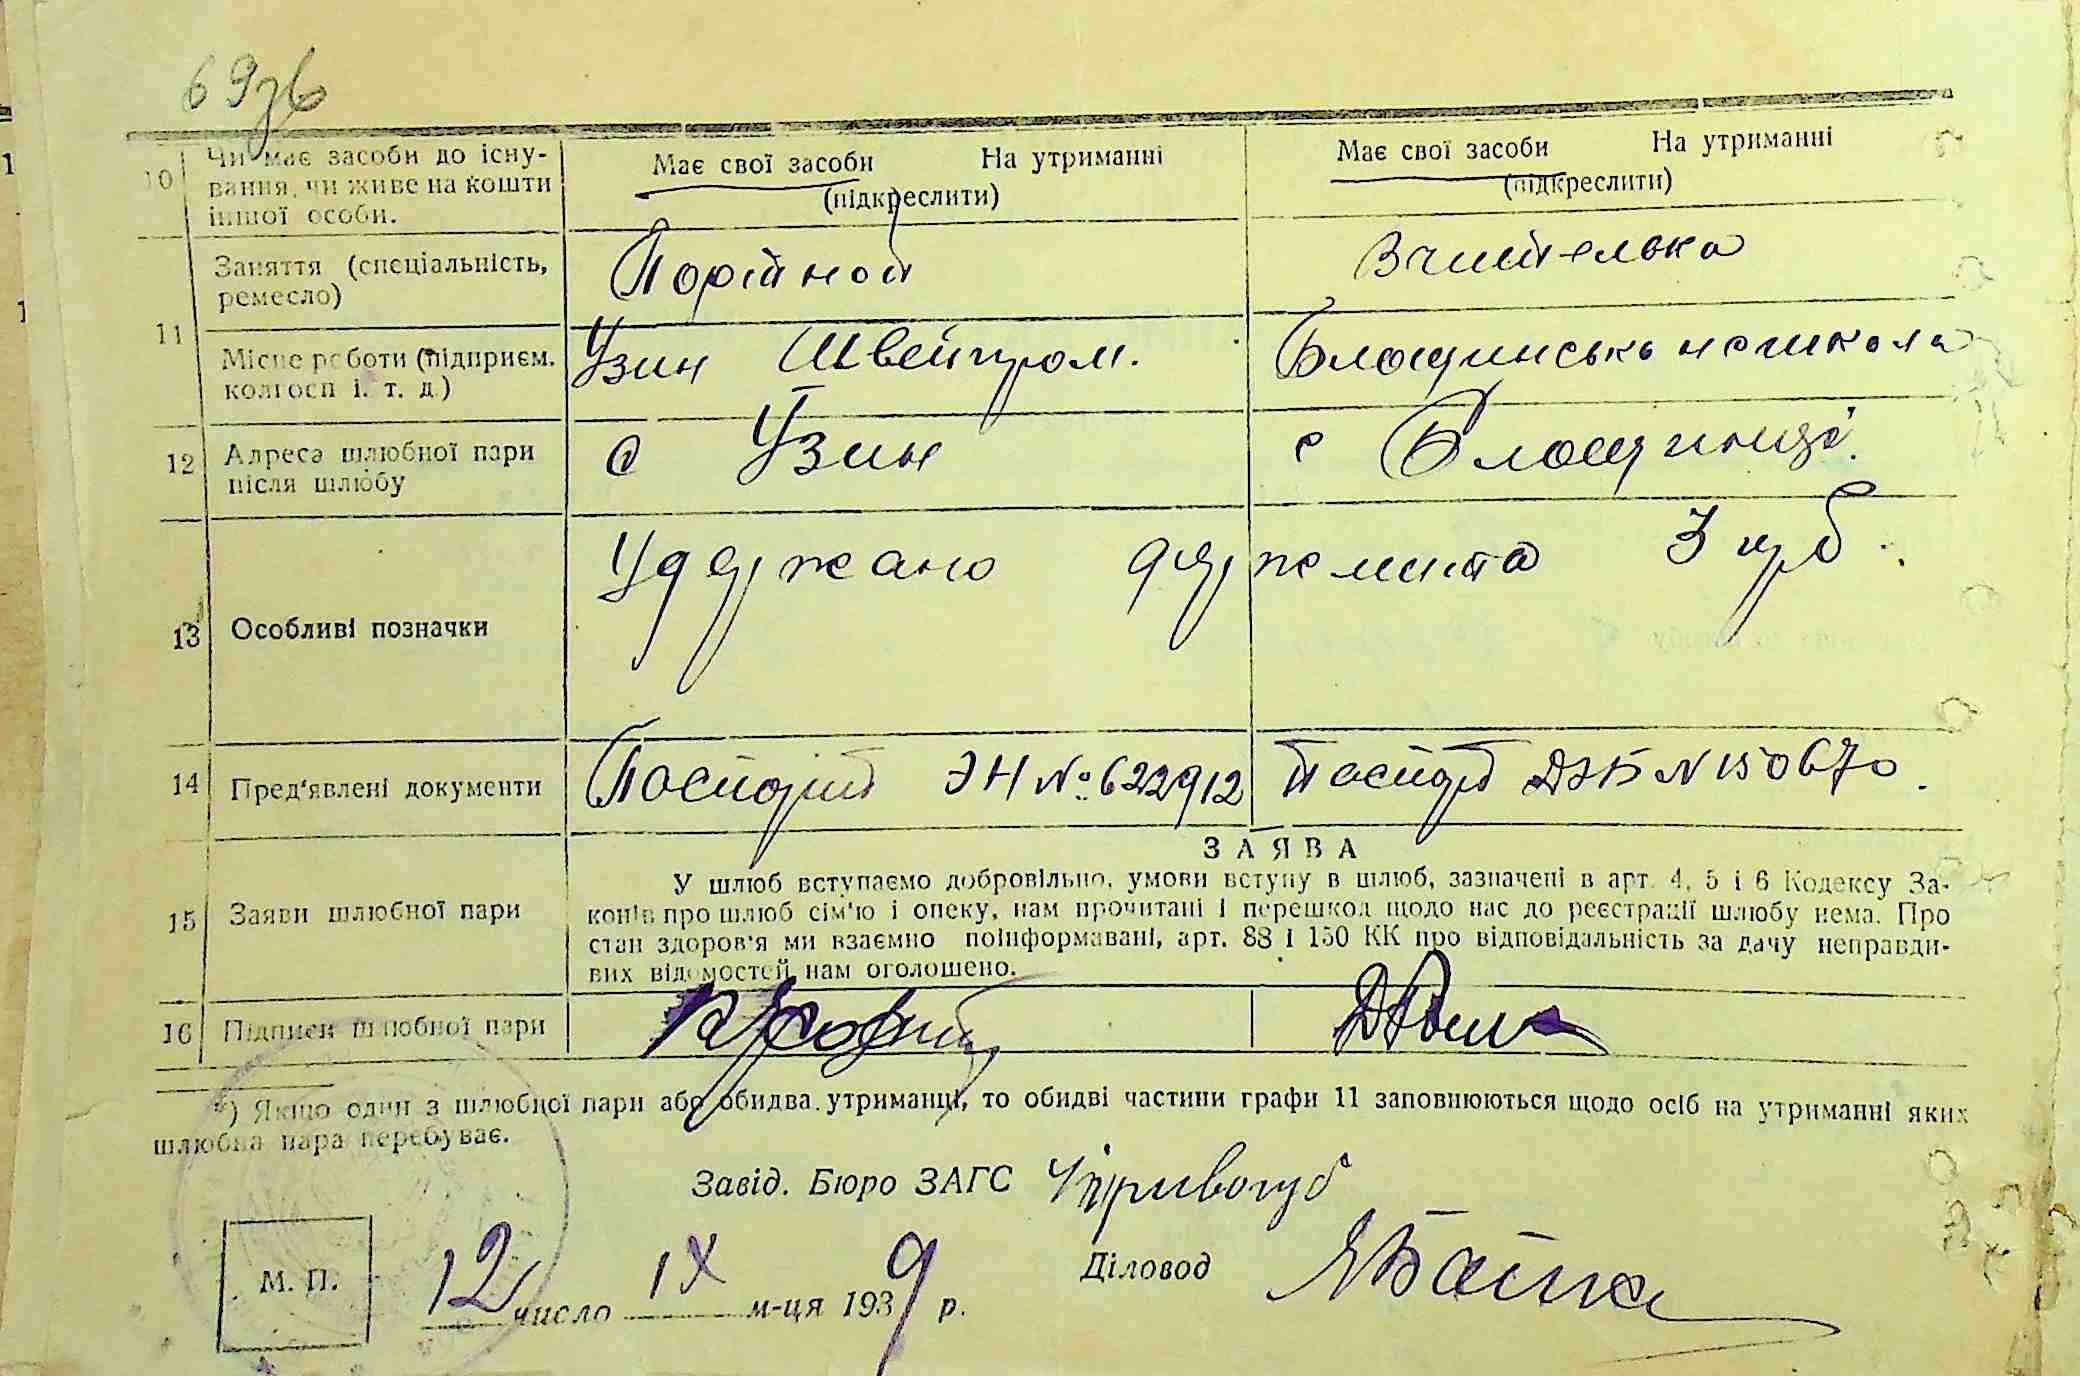 69зв
10 Чи має засоби до існу-
вання, чи живе на кошти
іншої особи.
Має свої засоби На утриманні
(підкреслити)
Має свої засоби На утриманні
(підкреслити)
11 Заняття (спеціальність,
ремесло)
Портной
Вчителька
Місце роботи (підприєм.
колгосп і. т. д.)
Узин Швейпром.
Блощинська нсшкола
12 Адреса шлюбної пари
після шлюбу
с Узин
с Блощинці.
13 Особливі позначки
Удержано держмита 3 крб.
14 Пред'явлені документи
Паспорт ЭН № 622912
Паспорт N 150670.
15 Заяви шлюбної пари
ЗАЯВА
У шлюб вступаємо добровільно, умови вступу в шлюб, зазначені в арт. 4, 5 і 6 Кодексу За-
конів про шлюб сім'ю і опеку, нам прочитані і перешкод щодо нас до реєстрації шлюбу нема. Про
стан здоров'я ми взаємно поінформавані, арт. 88 і 150 КК про відповідальність за дачу неправди-
вих відомостей нам оголошено.
16 Підписи шлюбної пари
*) Якщо один з шлюбної пари або обидва утриманці, то обидві частини графи 11 заповнюються щодо осіб на утриманні яких
шлюбна пара перебуває.
Завід. Бюро ЗАГС
М. П.
12 число IX м-ця 1939 р.
Діловод